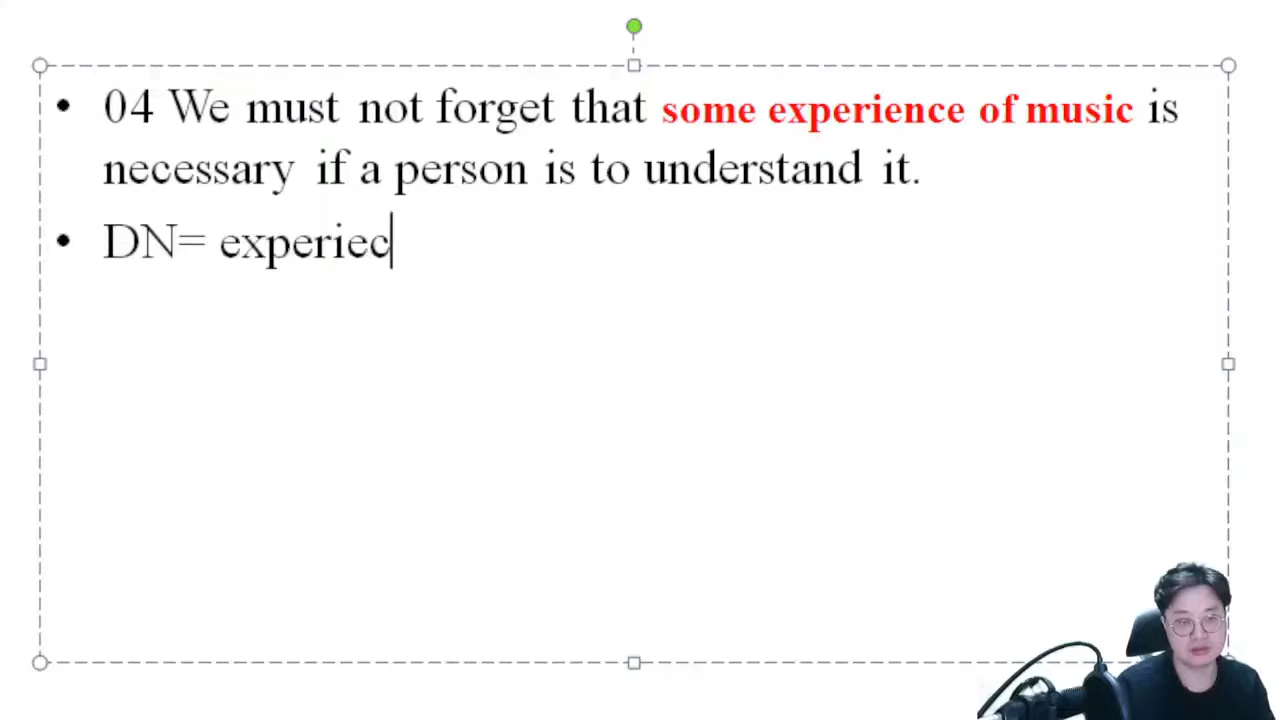 • 04 We must not forget that some experience of music is
necessary if a person is to understand it.
• DN= experiec